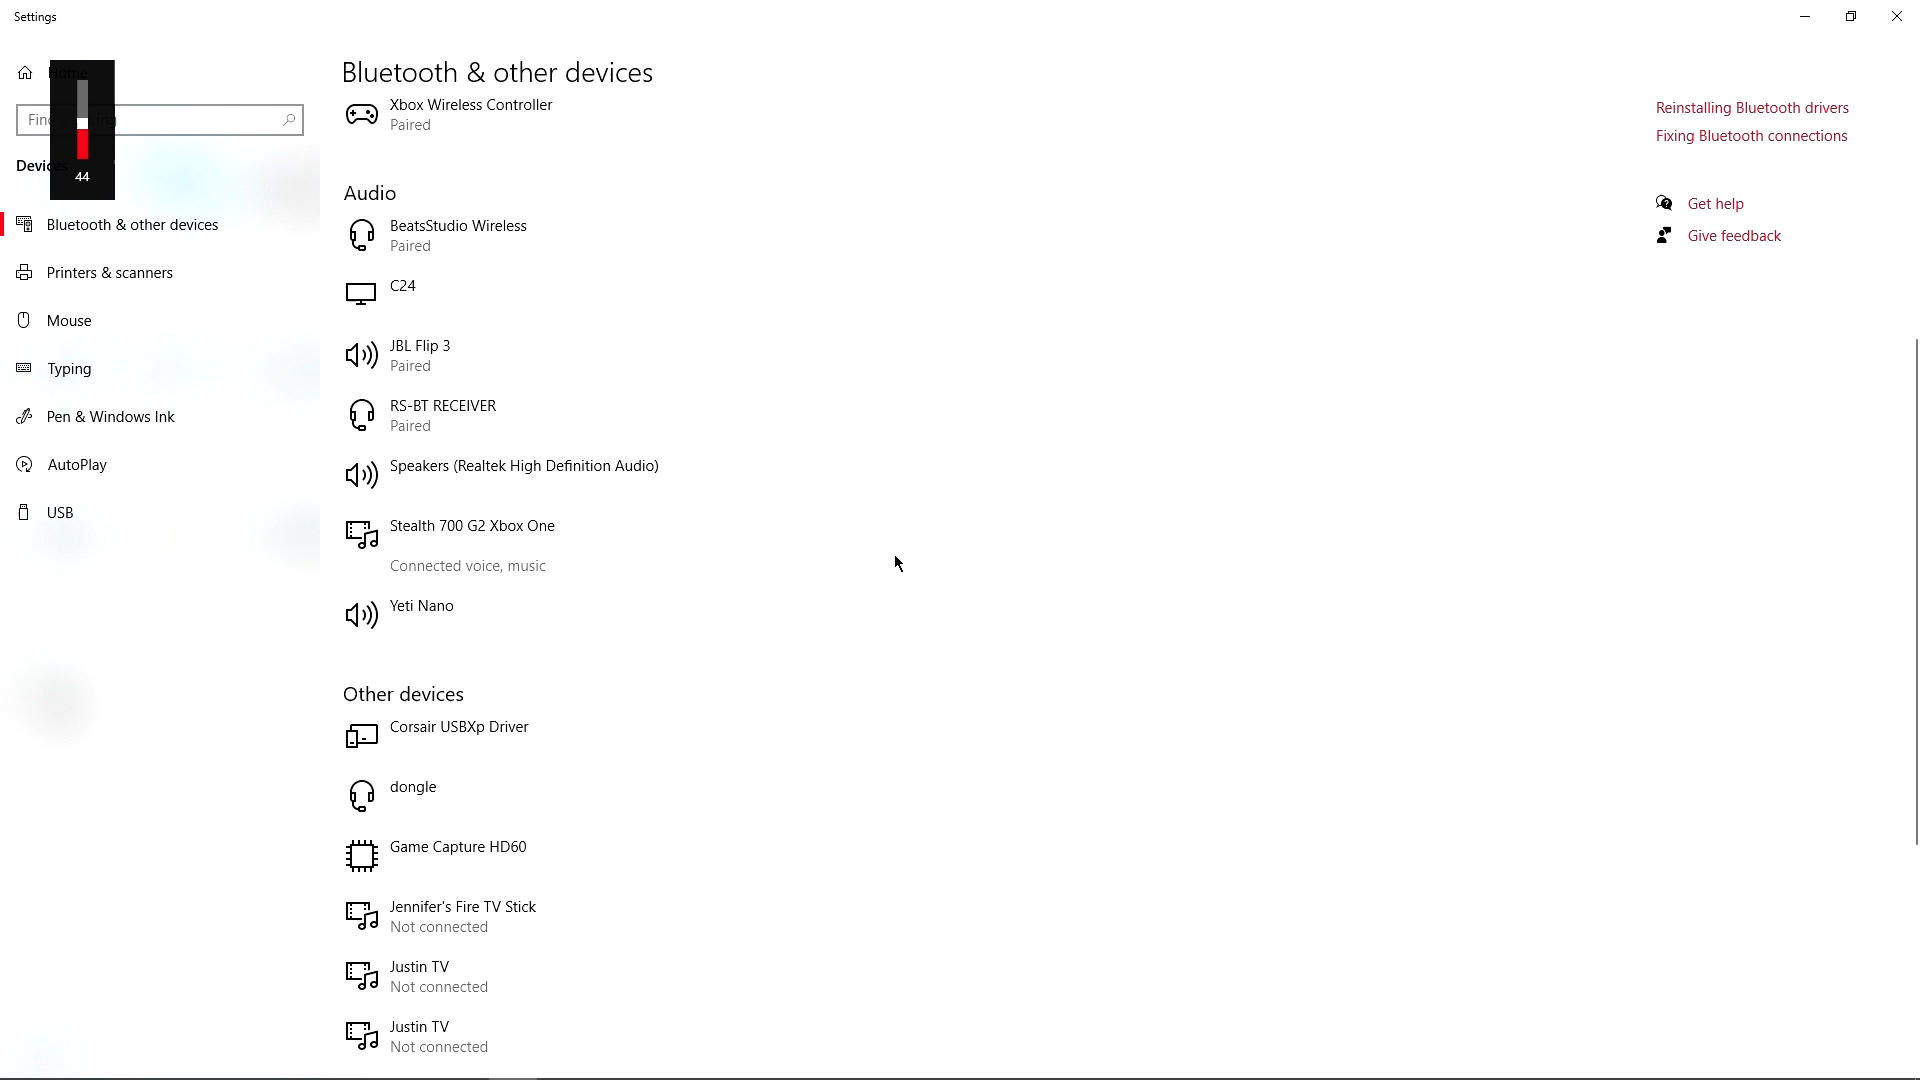 Settings
Home
Bluetooth & other devices
Xbox Wireless Controller
Paired
Devices
44
Bluetooth & other devices
Printers & scanners
Mouse
Typing
Pen & Windows Ink
AutoPlay
USB
Audio
BeatsStudio Wireless
Paired
C24
JBL Flip 3
Paired
RS-BT RECEIVER
Paired
Speakers (Realtek High Definition Audio)
Stealth 700 G2 Xbox One
Connected voice, music
Yeti Nano
Other devices
Corsair USBXp Driver
dongle
Game Capture HD60
Jennifer's Fire TV Stick
Not connected
Justin TV
Not connected
Justin TV
Not connected
Reinstalling Bluetooth drivers
Fixing Bluetooth connections
Get help
Give feedback